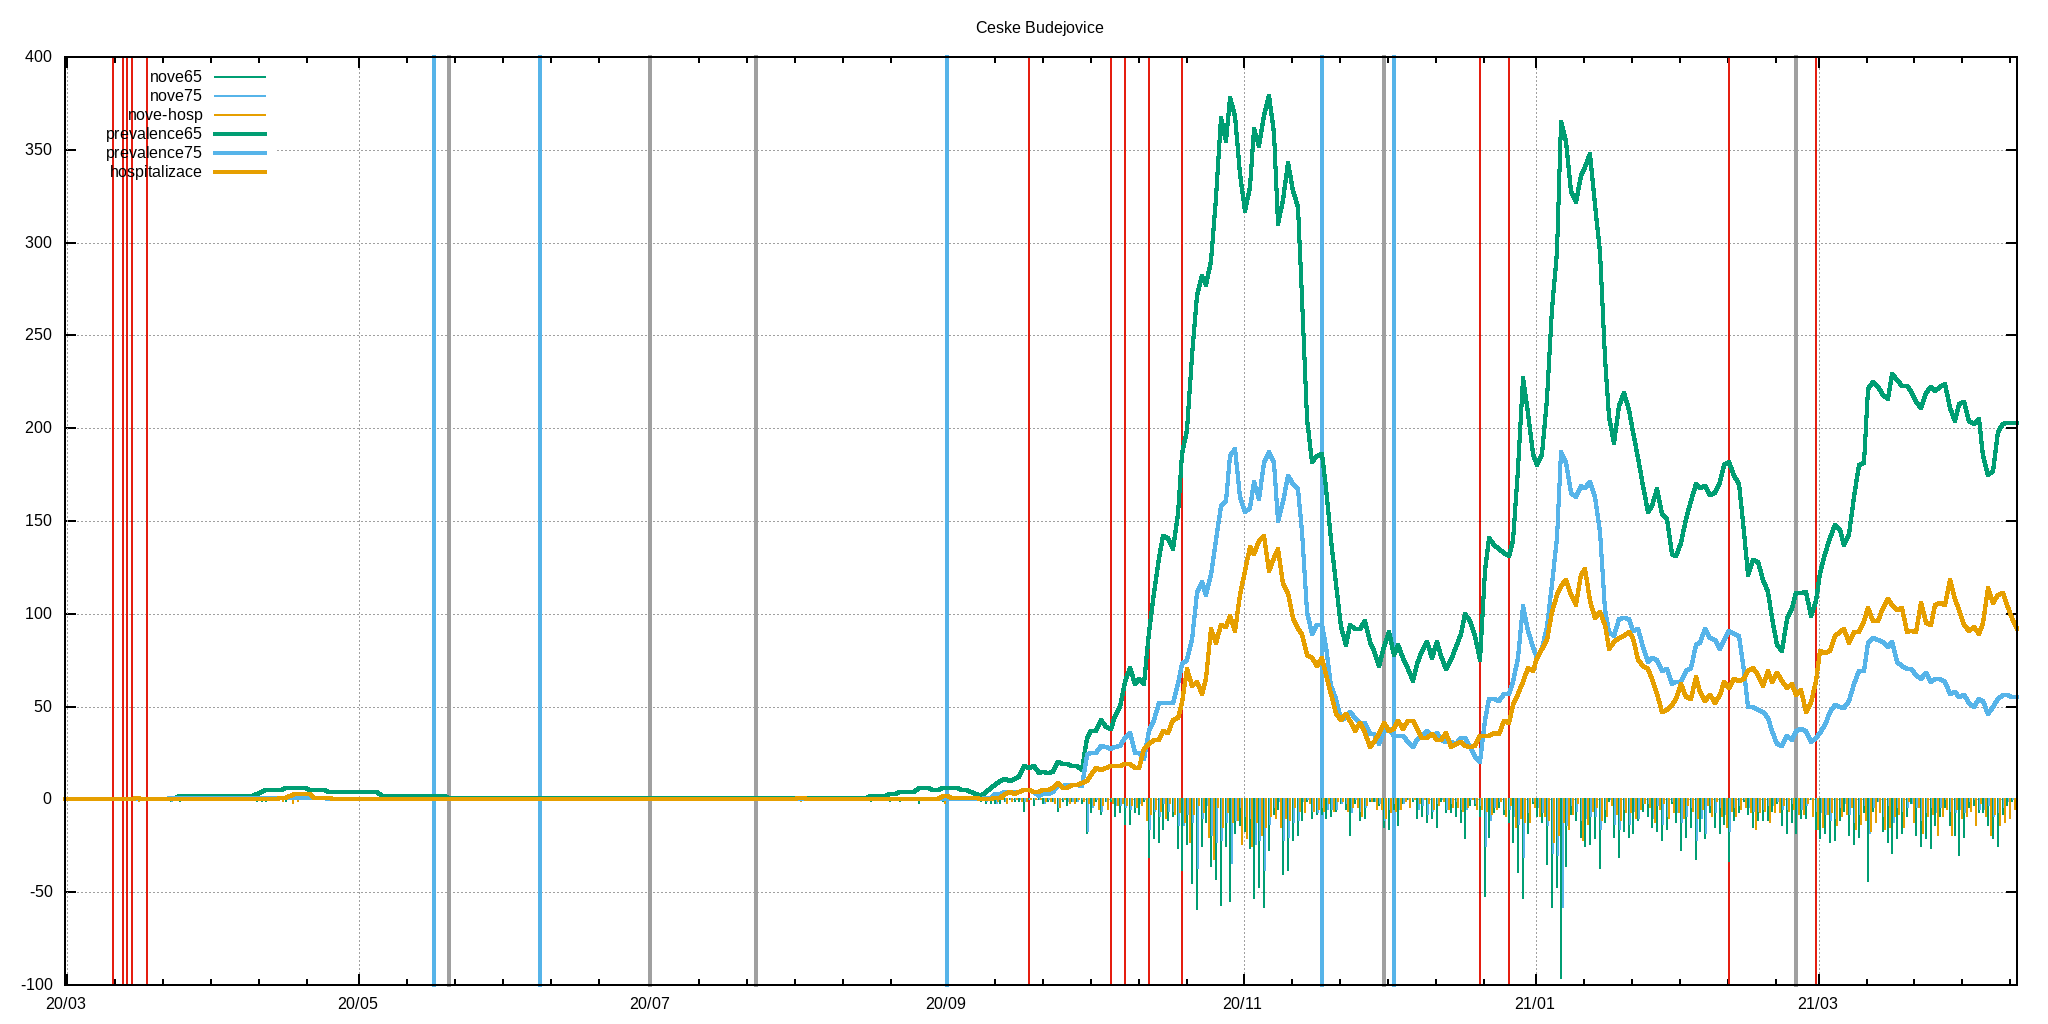 Ceske Budejovice
400
350
300
250
200
150
100
50
0
-50
-100
nove65
nove75
nove-hosp
prevalence65
prevalence75
hospitalizace
20/03 20/05 20/07 20/09 20/11 21/01 21/03